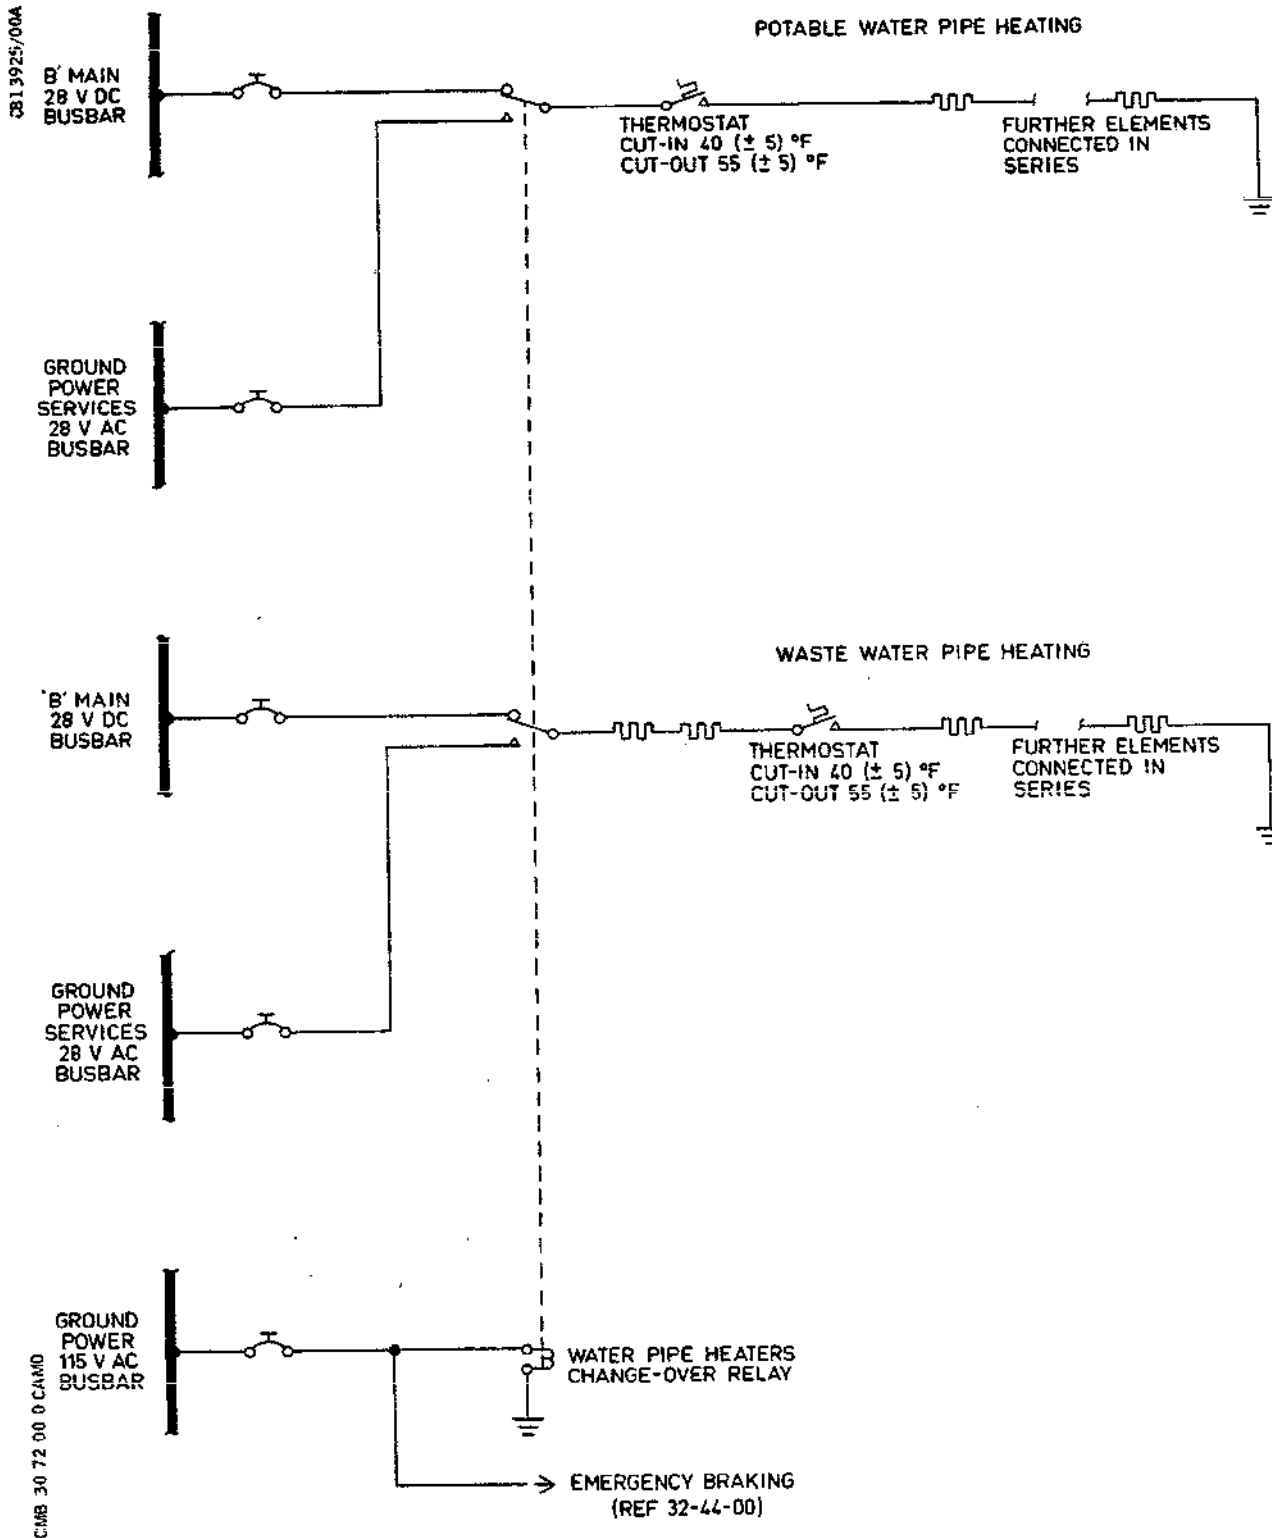 081 3925/00A
POTABLE WATER PIPE HEATING
B' MAIN
28 V DC
BUSBAR
THERMOSTAT
CUT-IN 40 (± 5) °F
CUT-OUT 55 (± 5) °F
FURTHER ELEMENTS
CONNECTED IN
SERIES
GROUND
POWER
SERVICES
28 V AC
BUSBAR
WASTE WATER PIPE HEATING
'B' MAIN
28 V DC
BUSBAR
THERMOSTAT
CUT-IN 40 (± 5) °F
CUT-OUT 55 (± 5) °F
FURTHER ELEMENTS
CONNECTED IN
SERIES
GROUND
POWER
SERVICES
28 V AC
BUSBAR
GROUND
POWER
115 V AC
BUSBAR
WATER PIPE HEATERS
CHANGE-OVER RELAY
EMERGENCY BRAKING
(REF 32-44-00)
CMB 30 72 00 0 CAMO